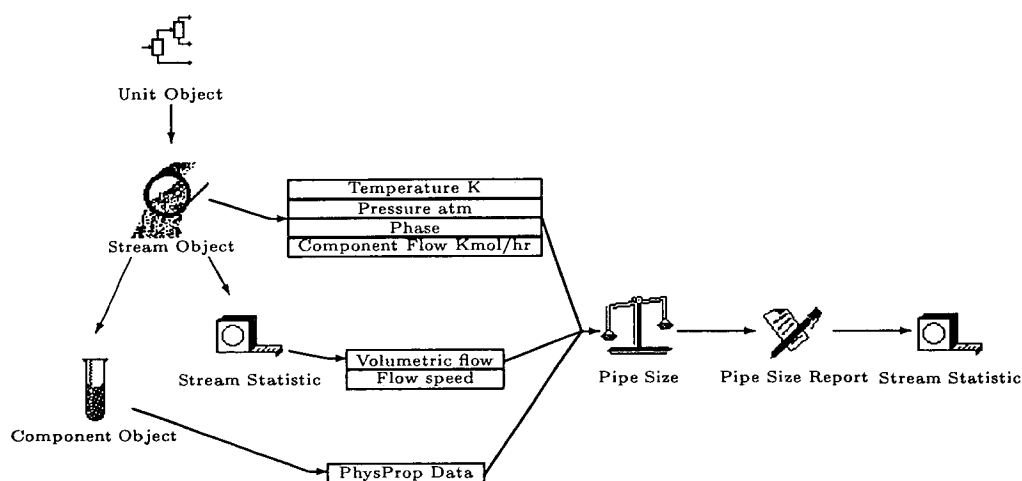 Unit Object
Temperature K
Pressure atm
Phase
Component Flow Kmol/hr
Stream Object
Volumetric flow
Flow speed
Stream Statistic
Pipe Size
Pipe Size Report
Stream Statistic
Component Object
PhysProp Data